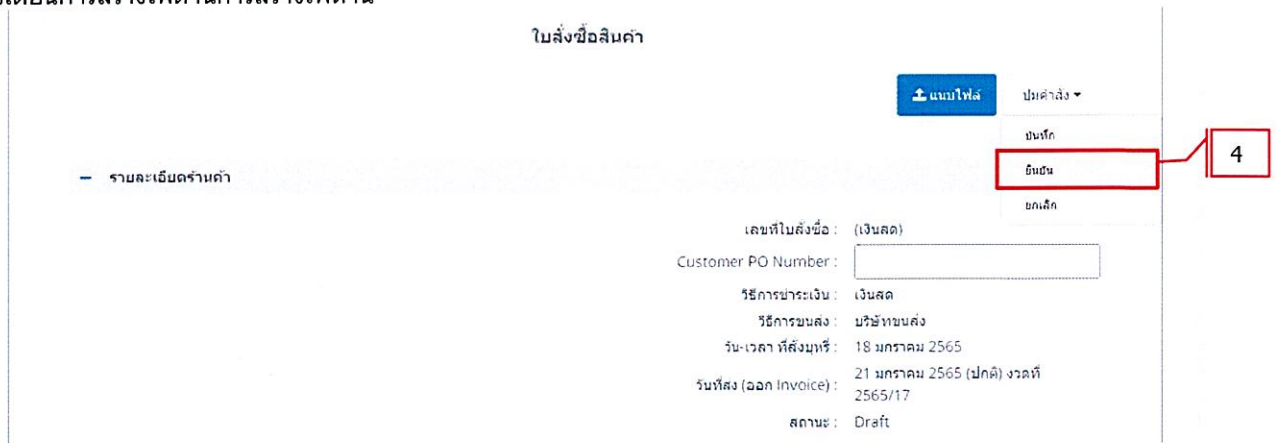 ใบสั่งซื้อสินค้า
แนบไฟล์ ปุ่มคำสั่ง
บันทึก
ยืนยัน
4
ยกเลิก
– รายละเอียดร้านค้า
เลขที่ใบสั่งซื้อ : (เงินสด)
Customer PO Number :
วิธีการชำระเงิน : เงินสด
วิธีการขนส่ง : บริษัทขนส่ง
วัน-เวลา ที่สั่งบุหรี่ : 18 มกราคม 2565
วันที่ส่ง (ออก Invoice) : 21 มกราคม 2565 (ปกติ) งวดที่
2565/17
สถานะ : Draft